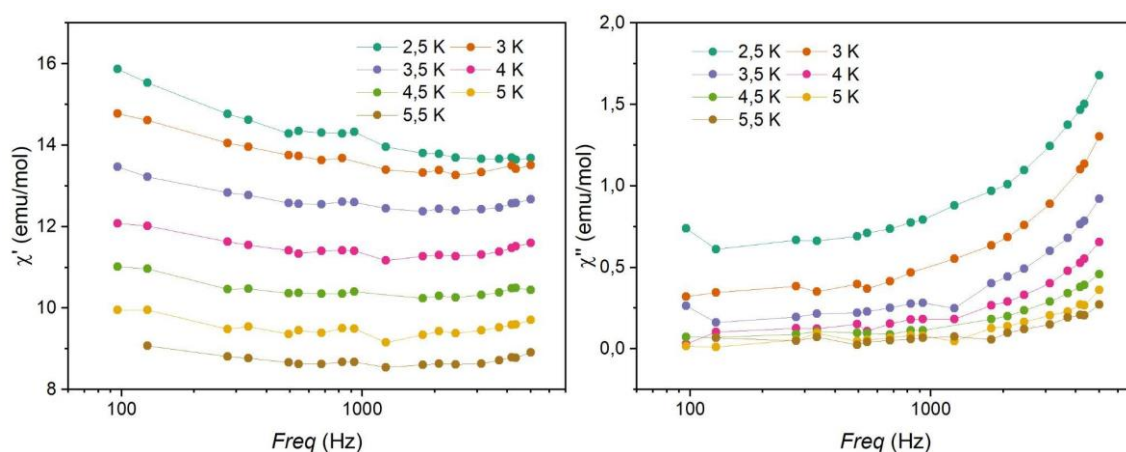 χ' (emu/mol)
16
14
12
10
8
2,5 K 3 K
3,5 K 4 K
4,5 K 5 K
5,5 K
100 1000
Freq (Hz)
χ'' (emu/mol)
2,0
1,5
1,0
0,5
0,0
2,5 K 3 K
3,5 K 4 K
4,5 K 5 K
5,5 K
100 1000
Freq (Hz)